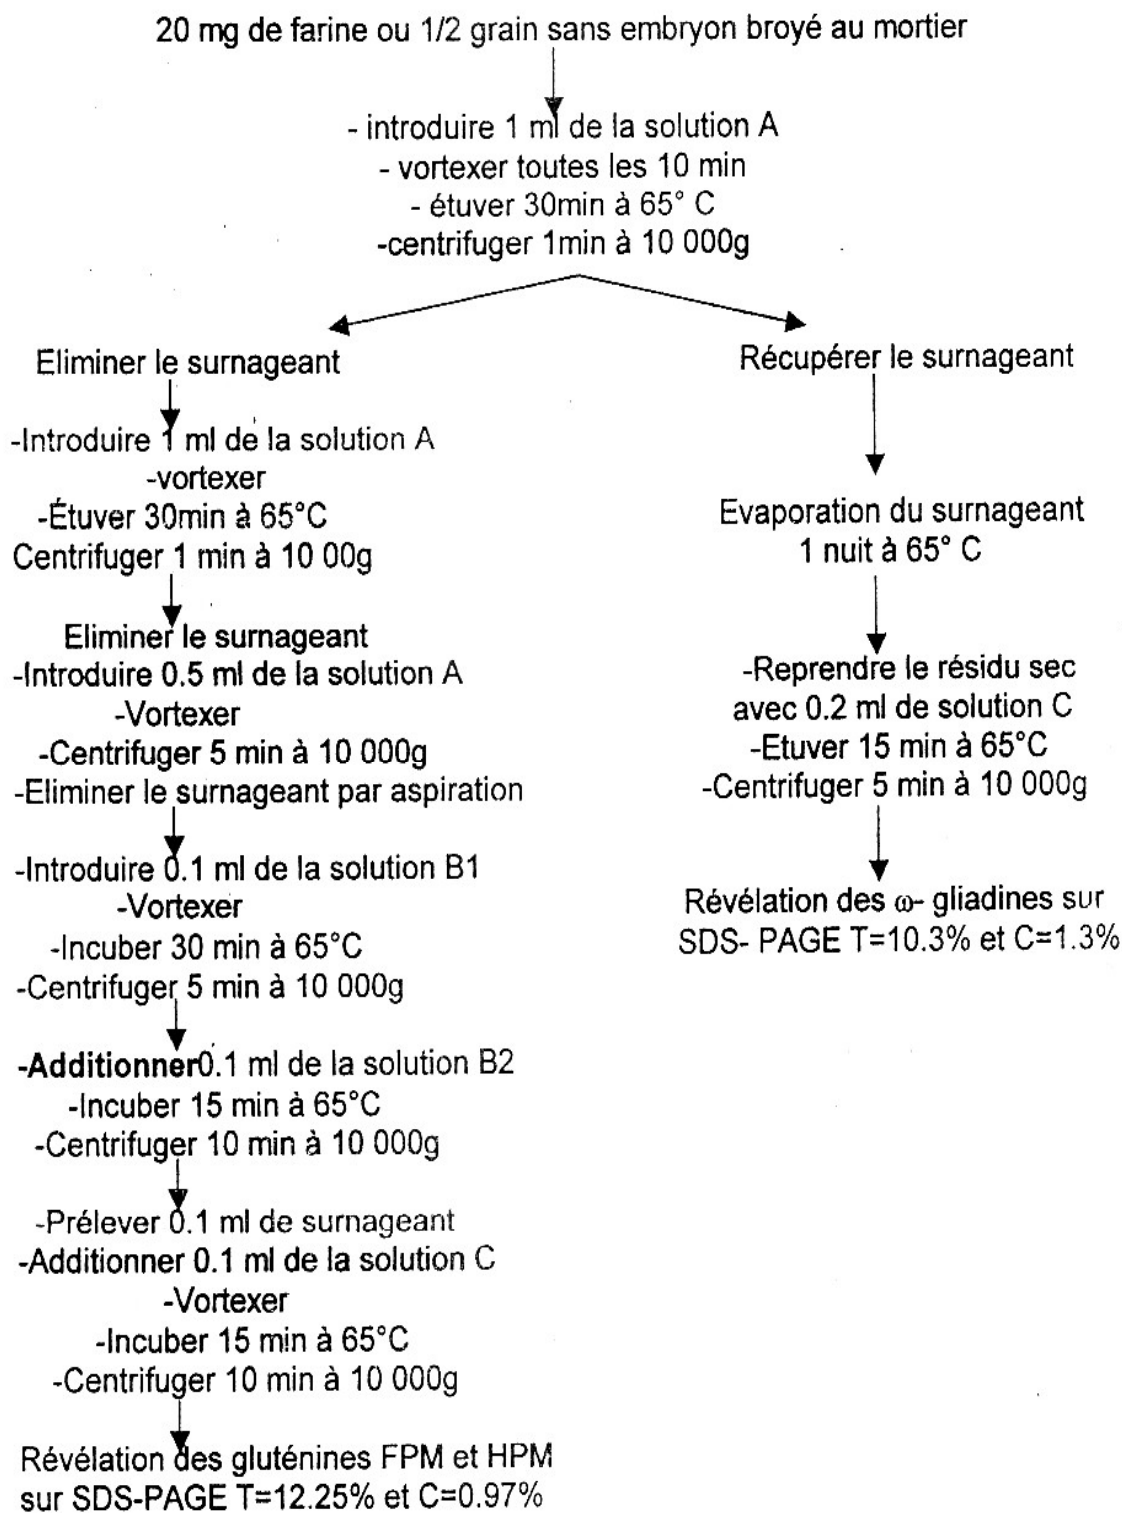 20 mg de farine ou 1/2 grain sans embryon broyé au mortier
- introduire 1 ml de la solution A
- vortexer toutes les 10 min
- étuver 30min à 65° C
-centrifuger 1min à 10 000g
Eliminer le surnageant
-Introduire 1 ml de la solution A
-vortexer
-Étuver 30min à 65°C
Centrifuger 1 min à 10 00g
Eliminer le surnageant
-Introduire 0.5 ml de la solution A
-Vortexer
-Centrifuger 5 min à 10 000g
-Eliminer le surnageant par aspiration
-Introduire 0.1 ml de la solution B1
-Vortexer
-Incuber 30 min à 65°C
-Centrifuger 5 min à 10 000g
-Additionner0.1 ml de la solution B2
-Incuber 15 min à 65°C
-Centrifuger 10 min à 10 000g
-Prélever 0.1 ml de surnageant
-Additionner 0.1 ml de la solution C
-Vortexer
-Incuber 15 min à 65°C
-Centrifuger 10 min à 10 000g
Révélation des gluténines FPM et HPM
sur SDS-PAGE T=12.25% et C=0.97%
Récupérer le surnageant
Evaporation du surnageant
1 nuit à 65° C
-Reprendre le résidu sec
avec 0.2 ml de solution C
-Etuver 15 min à 65°C
-Centrifuger 5 min à 10 000g
Révélation des ω- gliadines sur
SDS- PAGE T=10.3% et C=1.3%